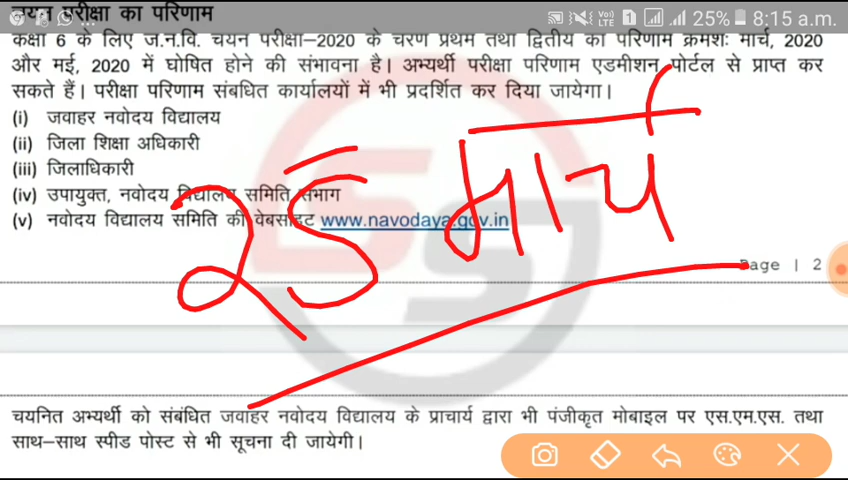 चयन परीक्षा का परिणाम
VoI) LTE 1 25% 8:15 a.m.
कक्षा 6 के लिए ज.न.वि. चयन परीक्षा–2020 के चरण प्रथम तथा द्वितीय का परिणाम क्रमशः मार्च, 2020
और मई, 2020 में घोषित होने की संभावना है। अभ्यर्थी परीक्षा परिणाम एडमीशन पोर्टल से प्राप्त कर
सकते हैं। परीक्षा परिणाम संबधित कार्यालयों में भी प्रदर्शित कर दिया जायेगा।
(i) जवाहर नवोदय विद्यालय
(ii) जिला शिक्षा अधिकारी
(iii) जिलाधिकारी
(iv) उपायुक्त, नवोदय विद्यालय समिति संभाग
(v) नवोदय विद्यालय समिति की वेबसाइट www.navodaya.gov.in
25 मार्च
Page | 2
चयनित अभ्यर्थी को संबंधित जवाहर नवोदय विद्यालय के प्राचार्य द्वारा भी पंजीकृत मोबाइल पर एस.एम.एस. तथा
साथ–साथ स्पीड पोस्ट से भी सूचना दी जायेगी।